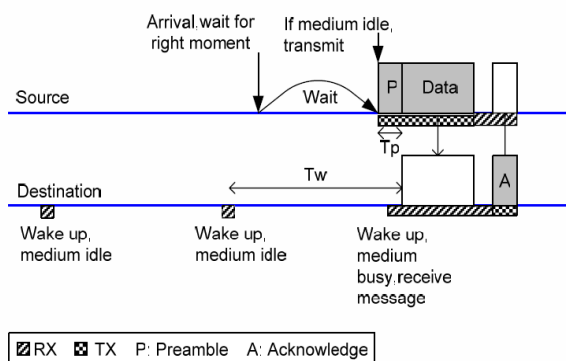 Arrival,wait for
right moment
If medium idle,
transmit
P
Data
Source
Wait
Tp
Tw
A
Destination
Wake up,
medium idle
Wake up,
medium idle
Wake up,
medium
busy,receive
message
RX TX P: Preamble A: Acknowledge